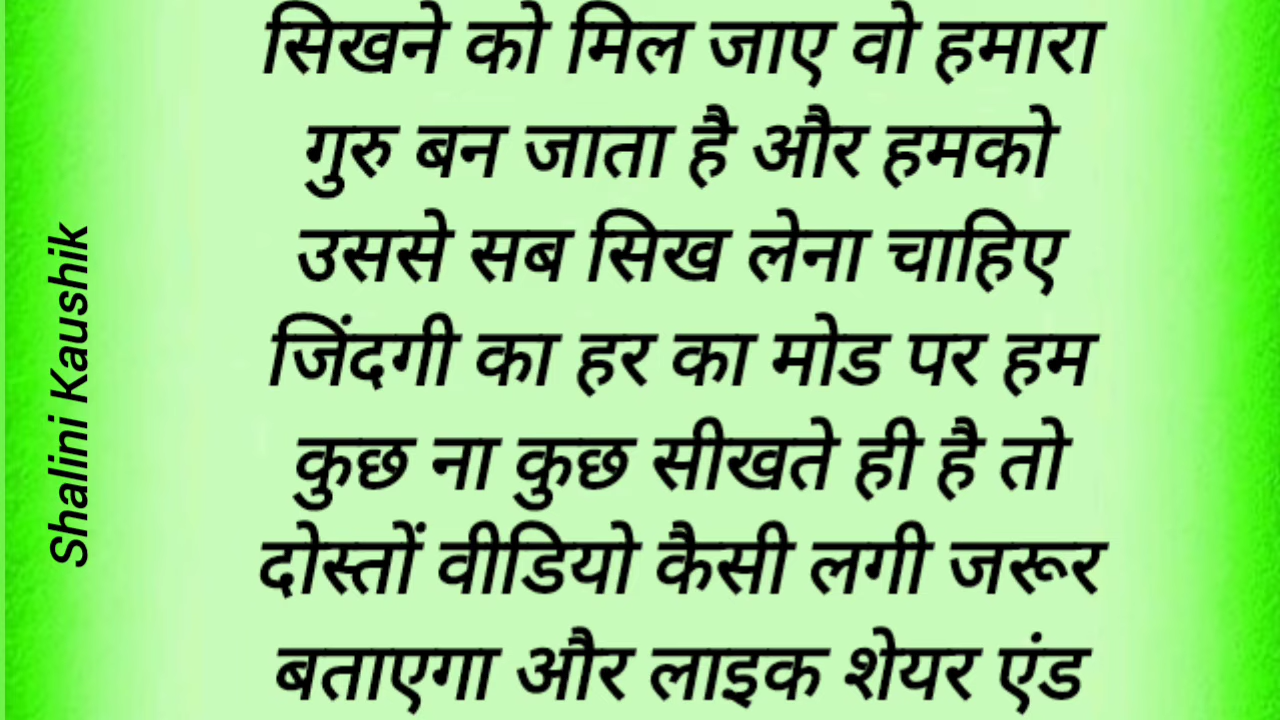 सिखने को मिल जाए वो हमारा
गुरु बन जाता है और हमको
उससे सब सिख लेना चाहिए
जिंदगी का हर का मोड पर हम
कुछ ना कुछ सीखते ही है तो
दोस्तों वीडियो कैसी लगी जरूर
बताएगा और लाइक शेयर एंड
Shalini Kaushik